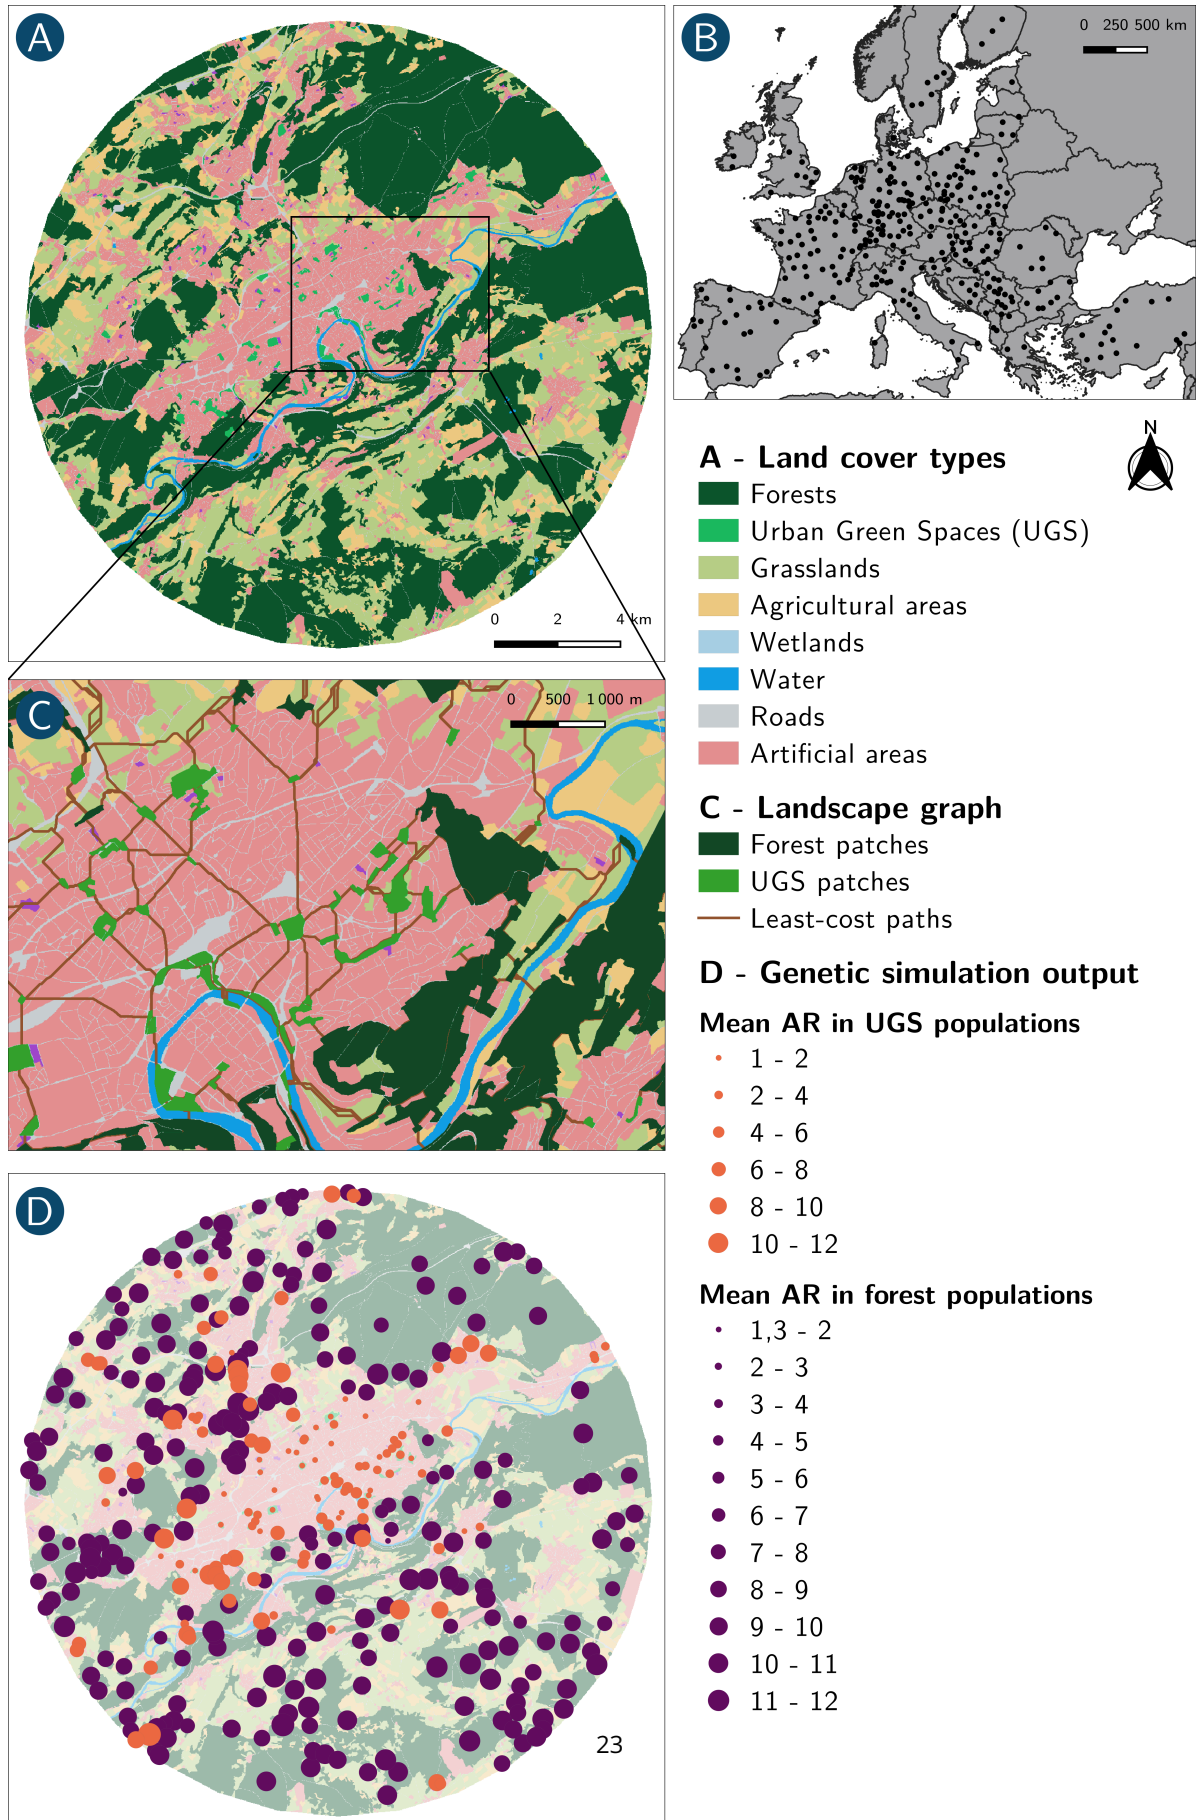 A
0 2 4 km
B
0 250 500 km
C
0 500 1 000 m
D
23
N
A - Land cover types
Forests
Urban Green Spaces (UGS)
Grasslands
Agricultural areas
Wetlands
Water
Roads
Artificial areas
C - Landscape graph
Forest patches
UGS patches
Least-cost paths
D - Genetic simulation output
Mean AR in UGS populations
1 - 2
2 - 4
4 - 6
6 - 8
8 - 10
10 - 12
Mean AR in forest populations
1,3 - 2
2 - 3
3 - 4
4 - 5
5 - 6
6 - 7
7 - 8
8 - 9
9 - 10
10 - 11
11 - 12